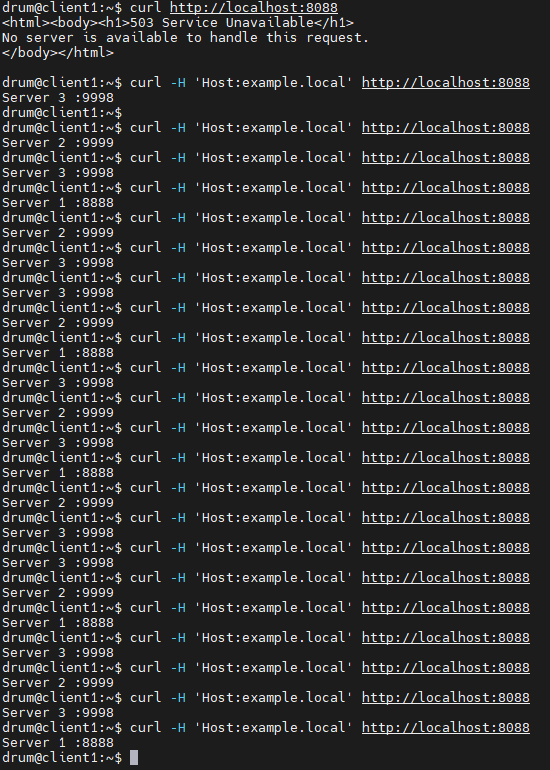 drum@client1:~$ curl http://localhost:8088
<html><body><h1>503 Service Unavailable</h1>
No server is available to handle this request.
</body></html>

drum@client1:~$ curl -H 'Host:example.local' http://localhost:8088
Server 3 :9998
drum@client1:~$
drum@client1:~$ curl -H 'Host:example.local' http://localhost:8088
Server 2 :9999
drum@client1:~$ curl -H 'Host:example.local' http://localhost:8088
Server 3 :9998
drum@client1:~$ curl -H 'Host:example.local' http://localhost:8088
Server 1 :8888
drum@client1:~$ curl -H 'Host:example.local' http://localhost:8088
Server 2 :9999
drum@client1:~$ curl -H 'Host:example.local' http://localhost:8088
Server 3 :9998
drum@client1:~$ curl -H 'Host:example.local' http://localhost:8088
Server 3 :9998
drum@client1:~$ curl -H 'Host:example.local' http://localhost:8088
Server 2 :9999
drum@client1:~$ curl -H 'Host:example.local' http://localhost:8088
Server 1 :8888
drum@client1:~$ curl -H 'Host:example.local' http://localhost:8088
Server 3 :9998
drum@client1:~$ curl -H 'Host:example.local' http://localhost:8088
Server 2 :9999
drum@client1:~$ curl -H 'Host:example.local' http://localhost:8088
Server 3 :9998
drum@client1:~$ curl -H 'Host:example.local' http://localhost:8088
Server 1 :8888
drum@client1:~$ curl -H 'Host:example.local' http://localhost:8088
Server 2 :9999
drum@client1:~$ curl -H 'Host:example.local' http://localhost:8088
Server 3 :9998
drum@client1:~$ curl -H 'Host:example.local' http://localhost:8088
Server 3 :9998
drum@client1:~$ curl -H 'Host:example.local' http://localhost:8088
Server 2 :9999
drum@client1:~$ curl -H 'Host:example.local' http://localhost:8088
Server 1 :8888
drum@client1:~$ curl -H 'Host:example.local' http://localhost:8088
Server 3 :9998
drum@client1:~$ curl -H 'Host:example.local' http://localhost:8088
Server 2 :9999
drum@client1:~$ curl -H 'Host:example.local' http://localhost:8088
Server 3 :9998
drum@client1:~$ curl -H 'Host:example.local' http://localhost:8088
Server 1 :8888
drum@client1:~$